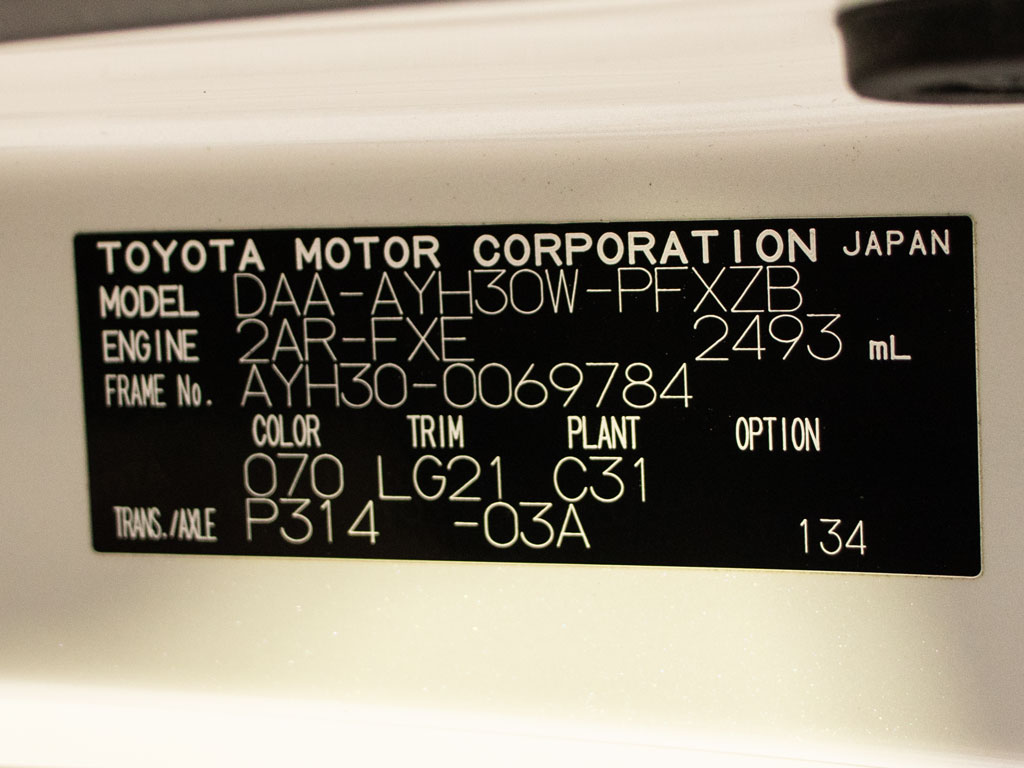 TOYOTA MOTOR CORPORATION JAPAN
MODEL DAA-AYH30W-PFXZB
ENGINE 2AR-FXE 2493 mL
FRAME No. AYH30-0069784
COLOR TRIM PLANT OPTION
070 LG21 C31
TRANS./AXLE P314 -03A 134